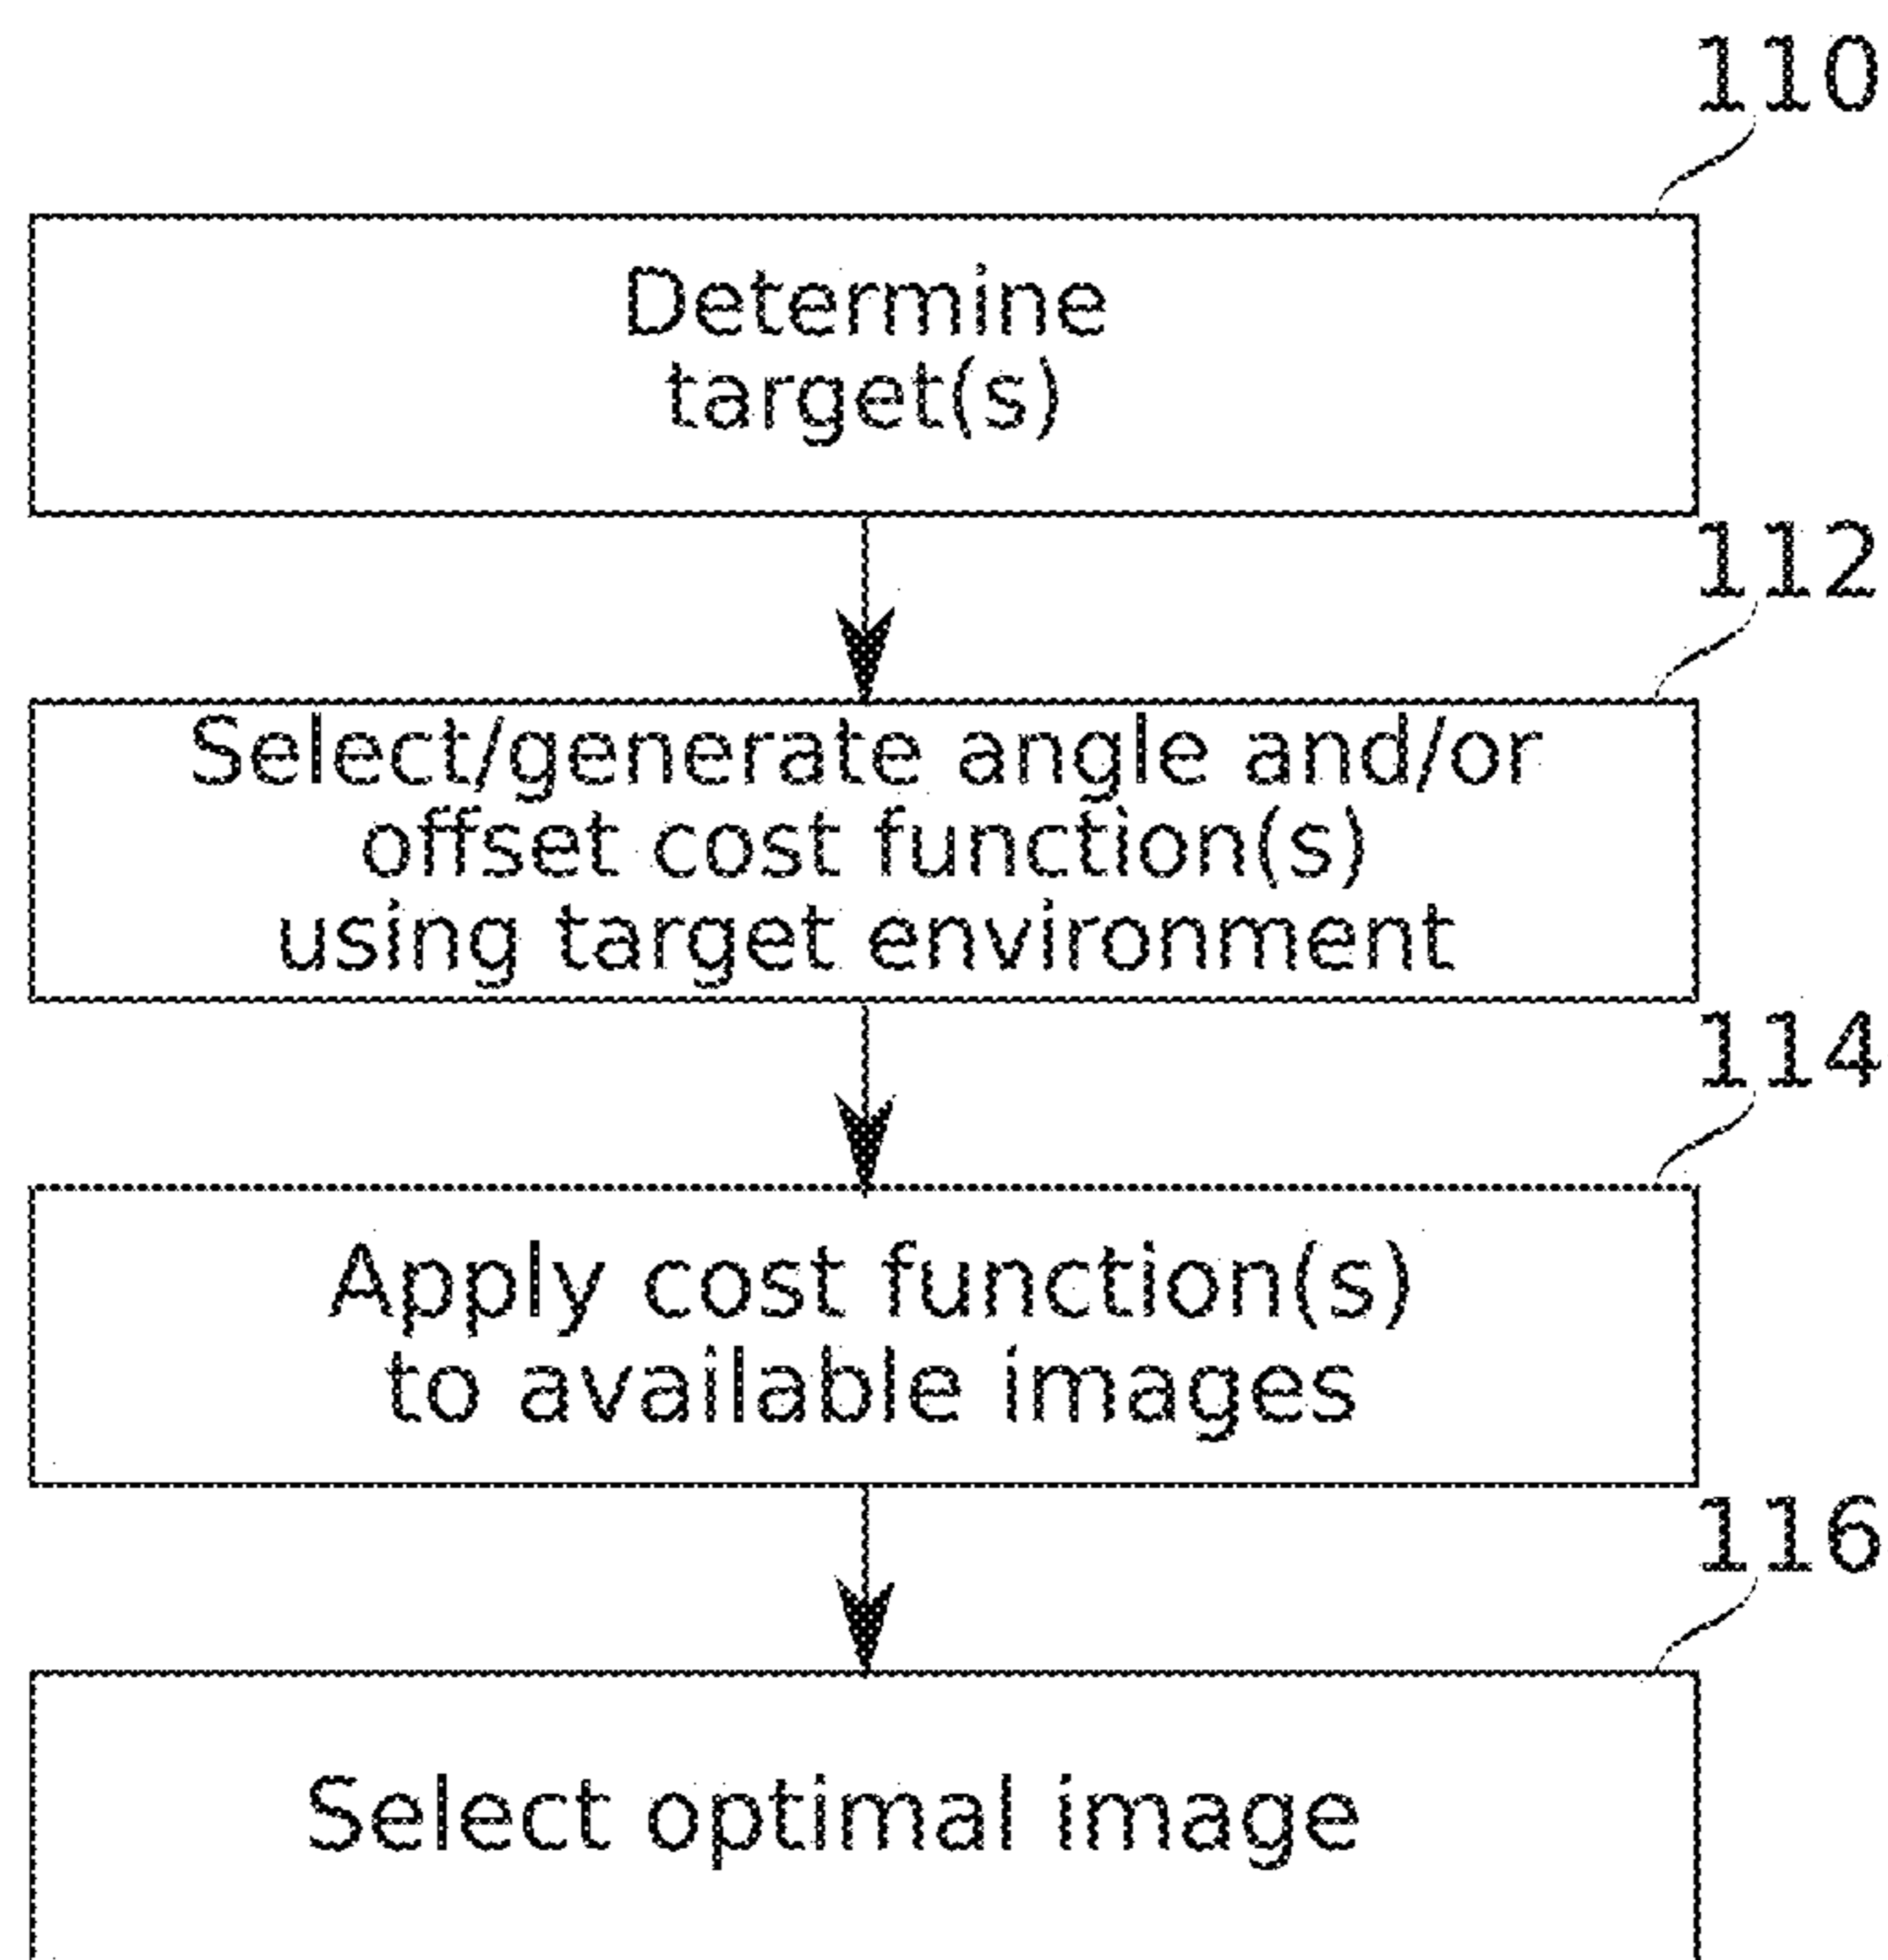 110
Determine
target(s)
112
Select/generate angle and/or
offset cost function(s)
using target environment
114
Apply cost function(s)
to available images
116
Select optimal image